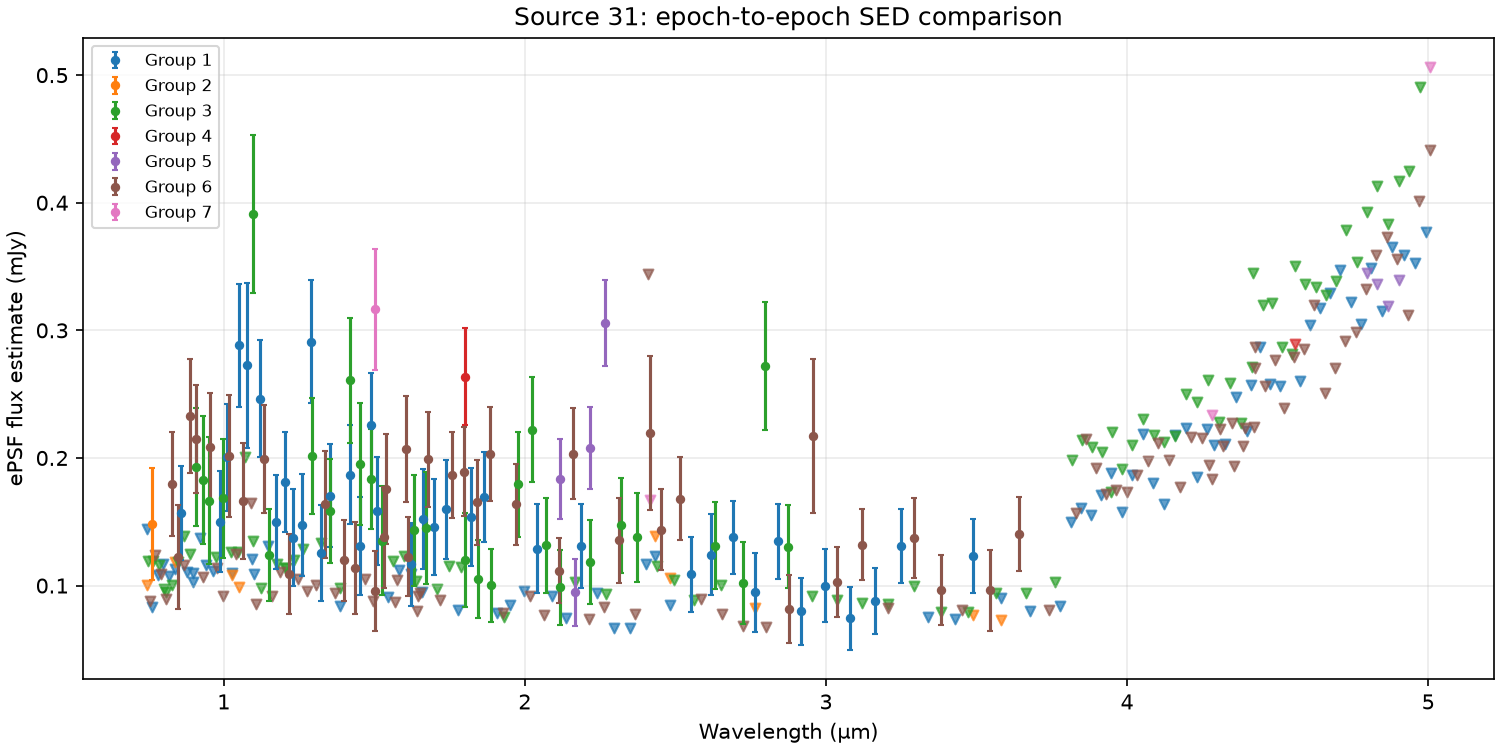 Source 31: epoch-to-epoch SED comparison
Group 1
Group 2
Group 3
Group 4
Group 5
Group 6
Group 7
ePSF flux estimate (mJy)
0.5
0.4
0.3
0.2
0.1
1 2 3 4 5
Wavelength (μm)